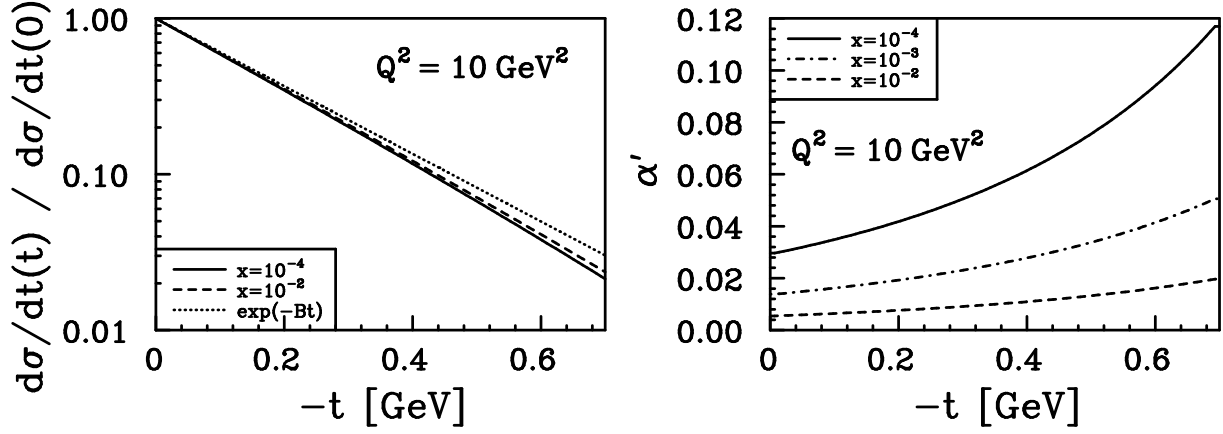 dσ/dt(t) / dσ/dt(0)
1.00
0.10
0.01
Q² = 10 GeV²
x=10⁻⁴
x=10⁻²
exp(−Bt)
0
0.2
0.4
0.6
−t [GeV]
α'
0.12
0.10
0.08
0.06
0.04
0.02
0.00
x=10⁻⁴
x=10⁻³
x=10⁻²
Q² = 10 GeV²
0
0.2
0.4
0.6
−t [GeV]